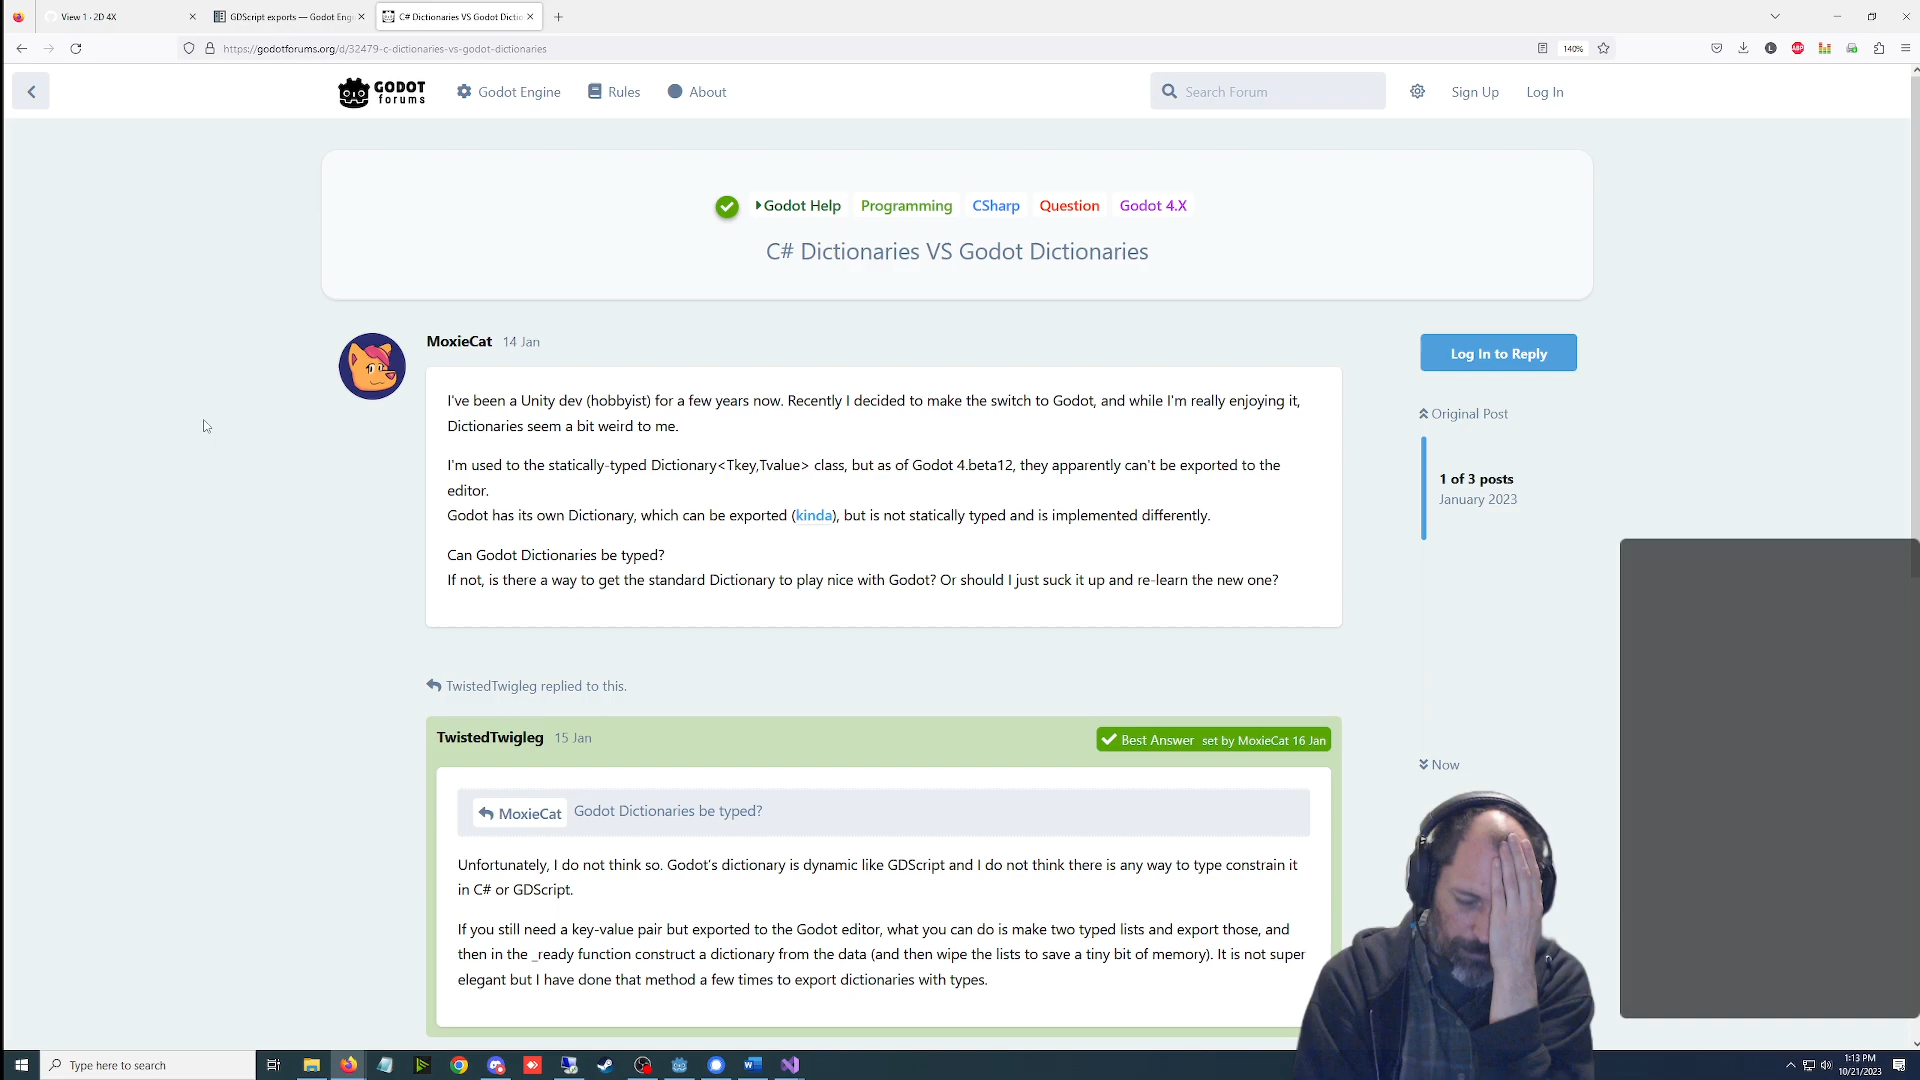 View 1 · 2D 4X
GDScript exports — Godot Eng
C# Dictionaries VS Godot Dictio
https://godotforums.org/d/32479-c-dictionaries-vs-godot-dictionaries
140%
GODOT
forums
Godot Engine
Rules
About
Search Forum
Sign Up
Log In
Godot Help
Programming
CSharp
Question
Godot 4.X
C# Dictionaries VS Godot Dictionaries
MoxieCat 14 Jan
Log In to Reply
I've been a Unity dev (hobbyist) for a few years now. Recently I decided to make the switch to Godot, and while I'm really enjoying it,
Dictionaries seem a bit weird to me.
Original Post
I'm used to the statically-typed Dictionary<Tkey,Tvalue> class, but as of Godot 4.beta12, they apparently can't be exported to the
editor.
1 of 3 posts
January 2023
Godot has its own Dictionary, which can be exported (kinda), but is not statically typed and is implemented differently.
Can Godot Dictionaries be typed?
If not, is there a way to get the standard Dictionary to play nice with Godot? Or should I just suck it up and re-learn the new one?
TwistedTwigleg replied to this.
TwistedTwigleg 15 Jan
Best Answer set by MoxieCat 16 Jan
Now
MoxieCat Godot Dictionaries be typed?
Unfortunately, I do not think so. Godot's dictionary is dynamic like GDScript and I do not think there is any way to type constrain it
in C# or GDScript.
If you still need a key-value pair but exported to the Godot editor, what you can do is make two typed lists and export those, and
then in the _ready function construct a dictionary from the data (and then wipe the lists to save a tiny bit of memory). It is not super
elegant but I have done that method a few times to export dictionaries with types.
Type here to search
1:13 PM
10/21/2023